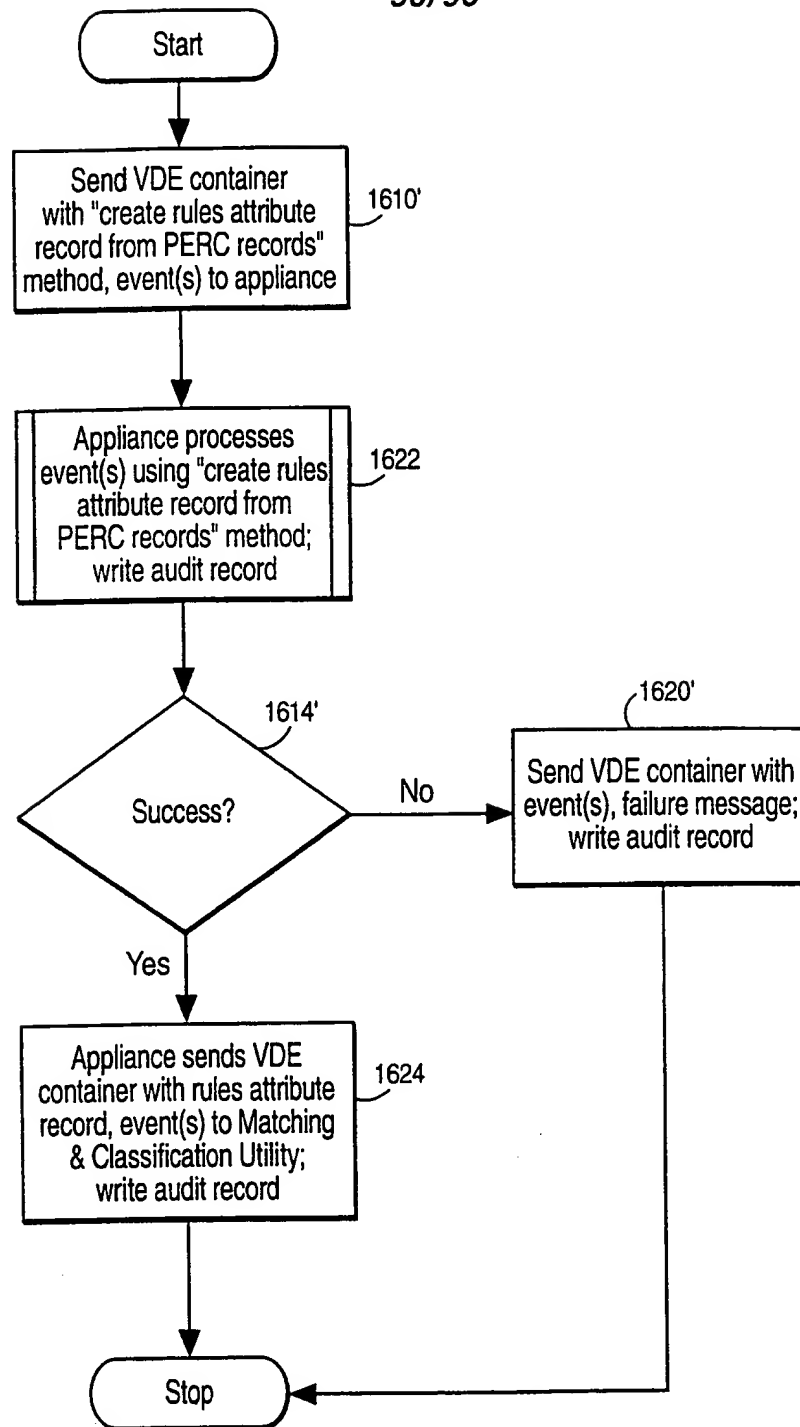 Start
Send VDE container
with "create rules attribute
record from PERC records"
method, event(s) to appliance
1610'
Appliance processes
event(s) using "create rules
attribute record from
PERC records" method;
write audit record
1622
Success?
1614'
No
1620'
Send VDE container with
event(s), failure message;
write audit record
Yes
Appliance sends VDE
container with rules attribute
record, event(s) to Matching
& Classification Utility;
write audit record
1624
Stop